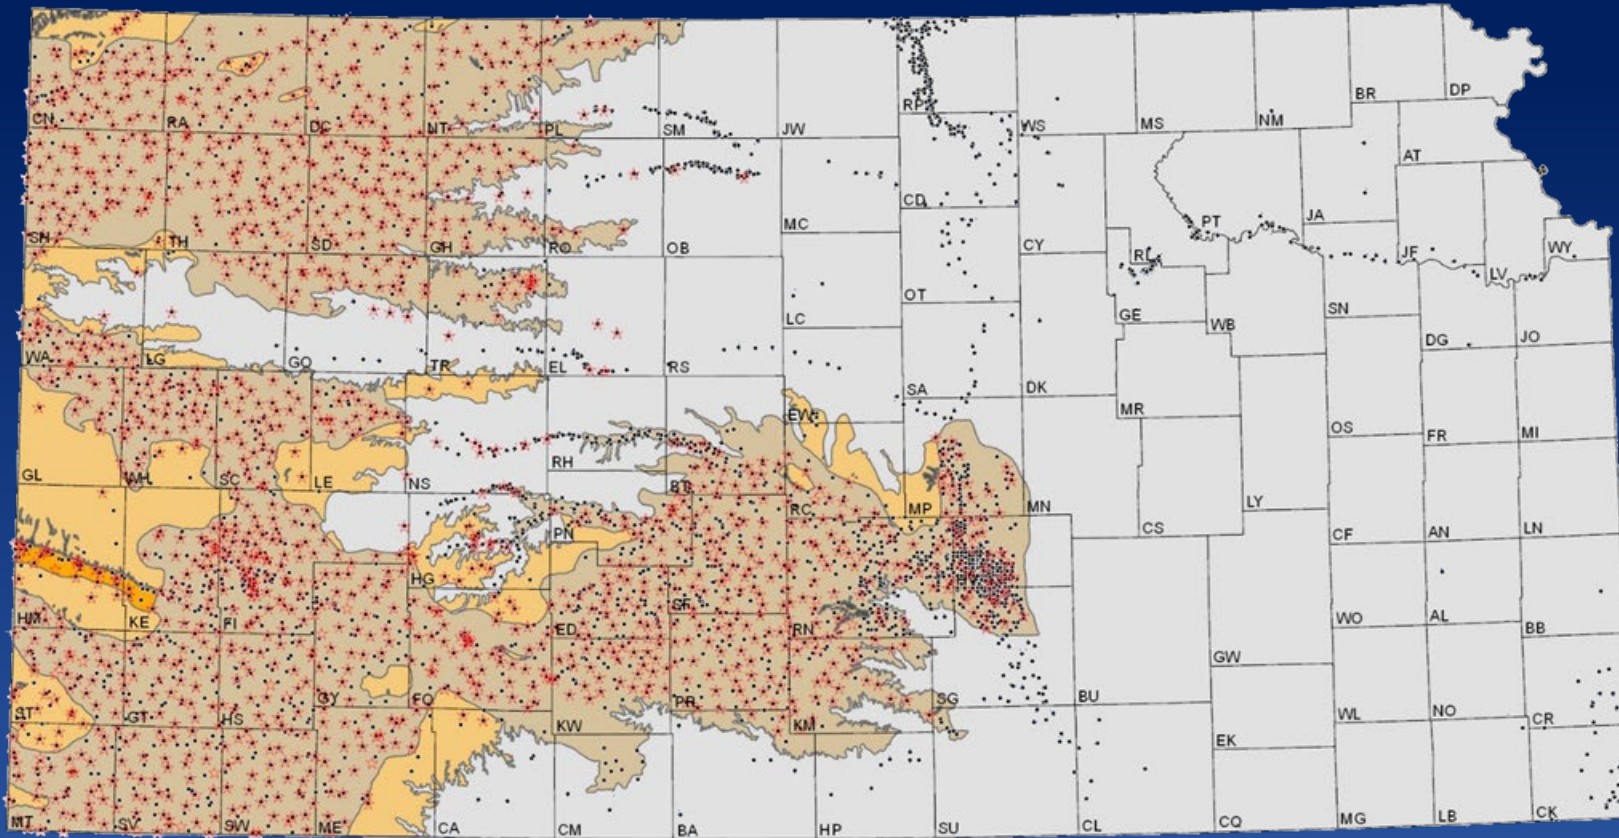 CN RA DC NT PL SM JW RP WS MS NM BR DP
SH TH SD GH RO OB MC CD CY RL PT JA AT
JF LV WY
WA LG GO TR EL RS LC OT GE WB SN DG JO
GL WH SC LE NS RH BT EW SA DK MR
RC MP MN CS LY OS FR MI
HM KE FI HG PN ED SF RN CF AN LN
WO AL BB
ST GT HS GY FO KW PR KM SG BU GW WL NO CR
EK
MT SV SW ME CA CM BA HP SU CL CQ MG LB CK